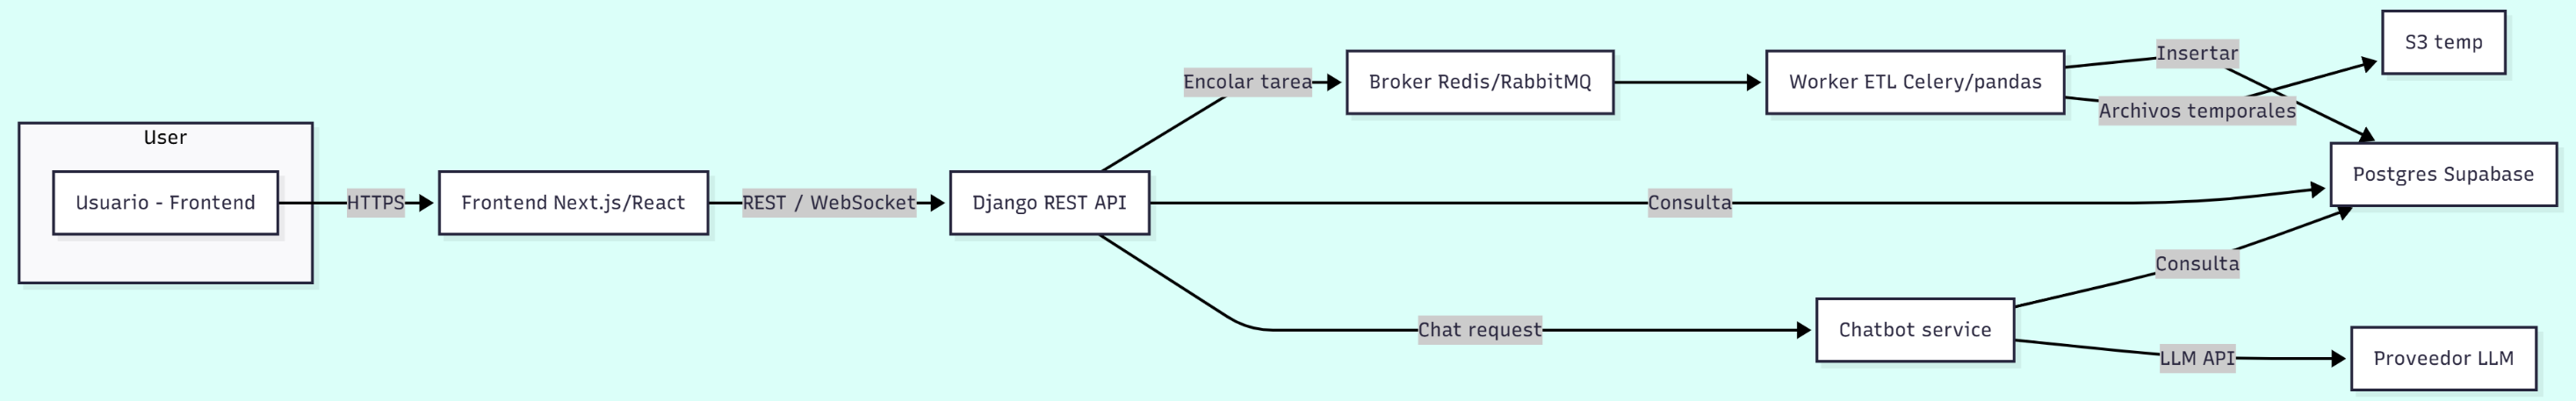 User
Usuario - Frontend
HTTPS
Frontend Next.js/React
REST / WebSocket
Django REST API
Encolar tarea
Broker Redis/RabbitMQ
Worker ETL Celery/pandas
Insertar
Archivos temporales
S3 temp
Consulta
Postgres Supabase
Chat request
Chatbot service
Consulta
LLM API
Proveedor LLM